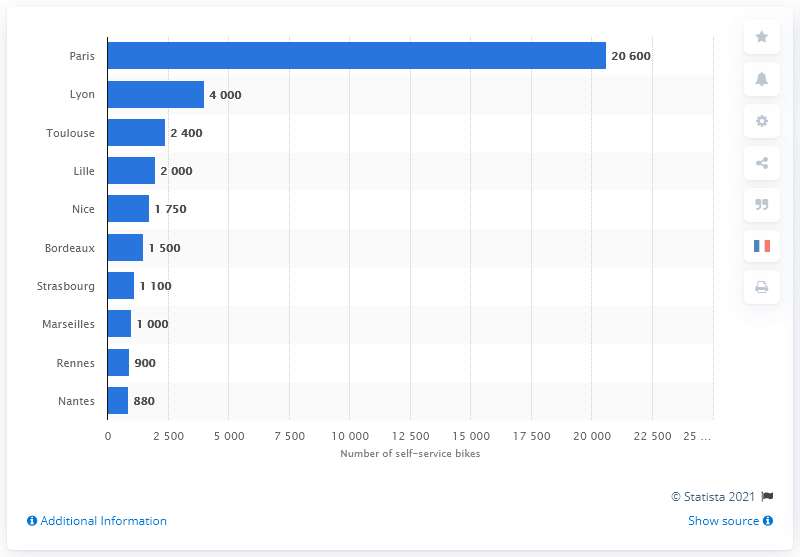 Paris 20 600
Lyon 4 000
Toulouse 2 400
Lille 2 000
Nice 1 750
Bordeaux 1 500
Strasbourg 1 100
Marseilles 1 000
Rennes 900
Nantes 880
0 2 500 5 000 7 500 10 000 12 500 15 000 17 500 20 000 22 500 25 ...
Number of self-service bikes
© Statista 2021
Additional Information Show source